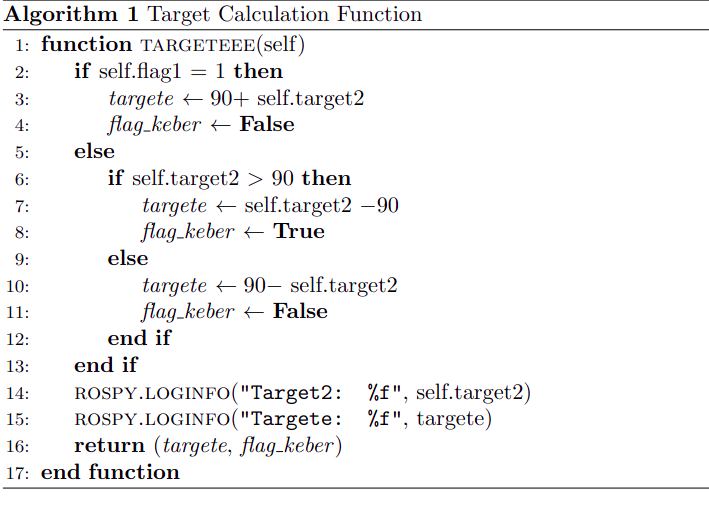 Algorithm 1 Target Calculation Function
1: function TARGETEEE(self)
2: if self.flag1 = 1 then
3: targete ← 90+ self.target2
4: flag_keber ← False
5: else
6: if self.target2 > 90 then
7: targete ← self.target2 −90
8: flag_keber ← True
9: else
10: targete ← 90− self.target2
11: flag_keber ← False
12: end if
13: end if
14: ROSPY.LOGINFO("Target2: %f", self.target2)
15: ROSPY.LOGINFO("Targete: %f", targete)
16: return (targete, flag_keber)
17: end function